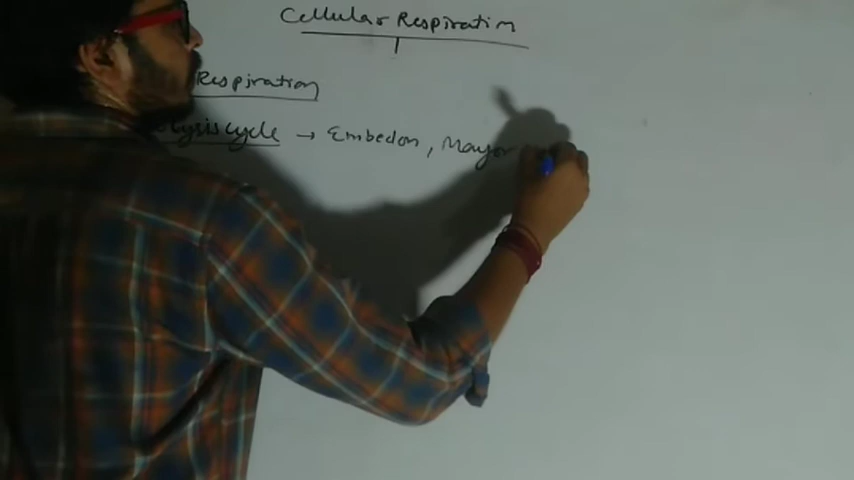 Cellular Respiration
Respiration
lysis cycle → Embedon, Mayor